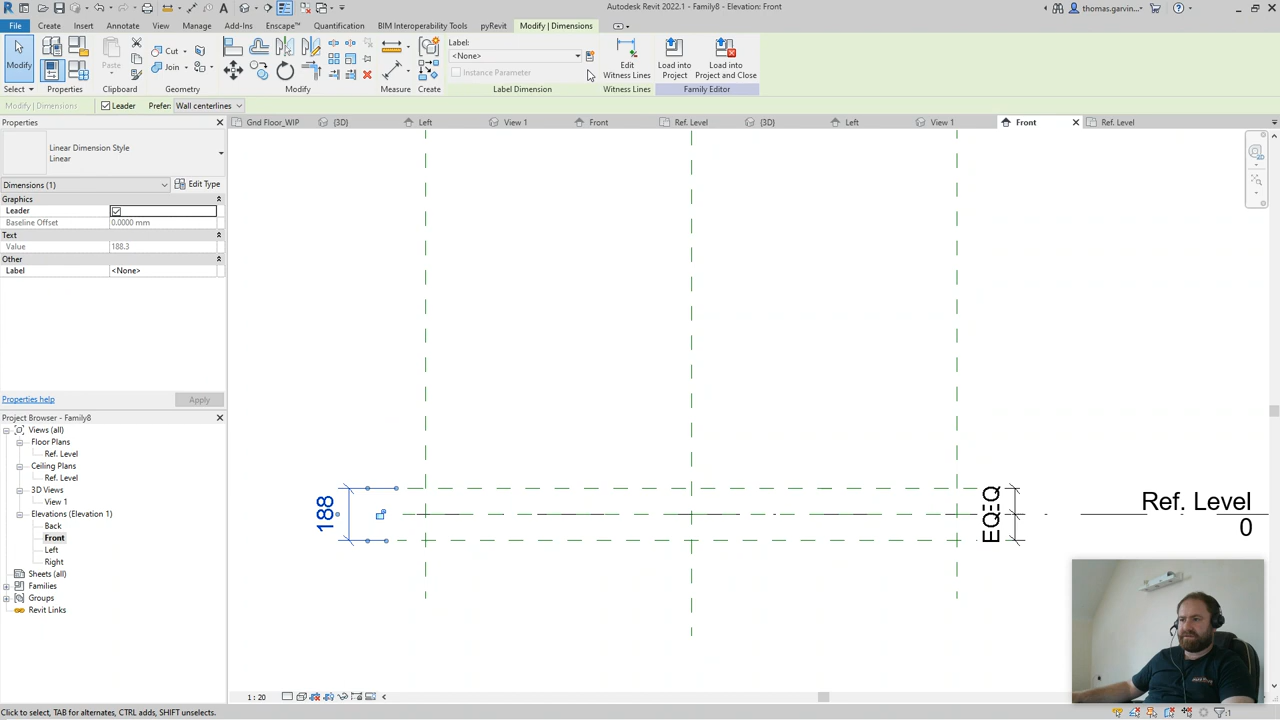 Autodesk Revit 2022.1 - Family8 - Elevation: Front
thomas.garvin...
File Create Insert Annotate View Manage Add-Ins Enscape™ Quantification BIM Interoperability Tools pyRevit Modify | Dimensions
Modify
Select
Properties
Paste
Clipboard
Cut
Join
Geometry
Modify
Measure
Create
Label:
<None>
Instance Parameter
Label Dimension
Edit
Witness Lines
Witness Lines
Load into
Project
Load into
Project and Close
Family Editor
Modify | Dimensions
Leader
Prefer: Wall centerlines
Properties
Gnd Floor_WIP {3D} Left View 1 Front Ref. Level {3D} Left View 1 Front Ref. Level
Linear Dimension Style
Linear
Dimensions (1)
Edit Type
Graphics
Leader
Baseline Offset 0.0000 mm
Text
Value 188.3
Other
Label <None>
Properties help
Apply
Project Browser - Family8
Views (all)
Floor Plans
Ref. Level
Ceiling Plans
Ref. Level
3D Views
View 1
Elevations (Elevation 1)
Back
Front
Left
Right
Sheets (all)
Families
Groups
Revit Links
188
EQ
EQ
Ref. Level
0
1 : 20
Click to select, TAB for alternates, CTRL adds, SHIFT unselects.
:1